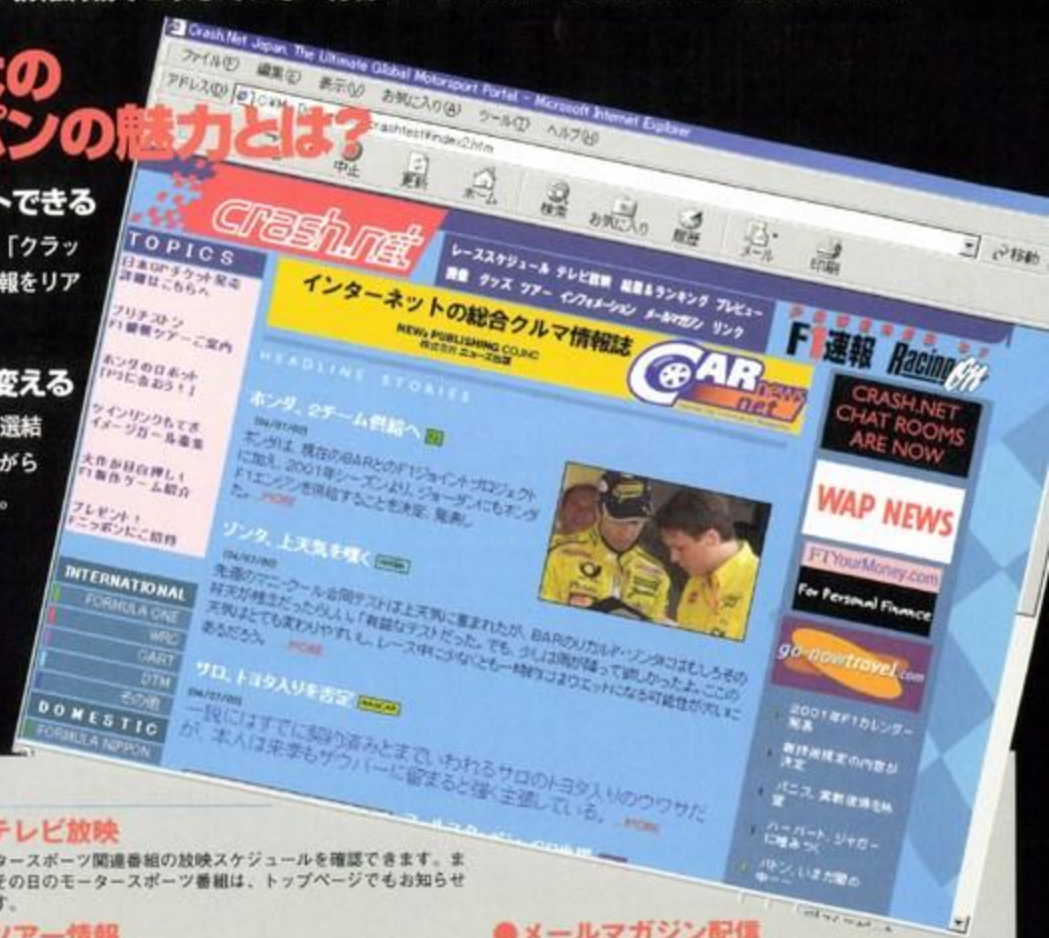 大の
ポンの魅力とは?
トできる
「クラッ
報をリア
変える
選結
がら
。
Crash.Net Japan, The Ultimate Global Motorsport Portal - Microsoft Internet Explorer
ファイル(F) 編集(E) 表示(V) お気に入り(A) ツール(T) ヘルプ(H)
アドレス(D)
crashtest¥index2.htm
中止 更新 ホーム 検索 お気に入り 履歴 メール 印刷
移動
crash.net
レーススケジュール テレビ放映 結果&ランキング プレビュー
グッズ ツアー インフォメーション メールマガジン リンク
TOPICS
日本GPチケット発売
詳細はこちらへ
ブリヂストン
F1観戦ツアーご案内
ホンダのロボット
「P3に会おう!」
ツインリンクもてぎ
イメージガール募集
大作が目白押し!
F1新作ゲーム紹介
プレゼント!
Fニッポンにご招待
INTERNATIONAL
FORMULA ONE
WRC
CART
DTM
その他
DOMESTIC
FORMULA NIPPON
インターネットの総合クルマ情報誌
NEWs PUBLISHING CO.,INC
株式会社 ニューズ出版
CAR news net
HEADLINE STORIES
ホンダ、2チーム供給へ F1
(04/07/00)
ホンダは、現在のBARとのF1ジョイントプロジェクト
に加え、2001年シーズンより、ジョーダンにもホンダ
F1エンジンを供給することを決定、発表し
た。 ...MORE
ゾンタ、上天気を嘆く
(04/07/00)
先週のマニ・クール合同テストは上天気に恵まれたが、BARのリカルド・ゾンタにはむしろその
好天が残念だったらしい。「有益なテストだった。でも、少しは雨が降って欲しかったよ。ここの
天気はとても変わりやすいし、レース中に少なくとも一時的にはウエットになる可能性が大いに
あるだろう。 ...MORE
サロ、トヨタ入りを否定 NASCAR
(04/07/00)
一説にはすでに契約済みとまでいわれるサロのトヨタ入りのウワサだ
が、本人は来季もザウバーに留まると強く主張している。 ...MORE
POWERED BY
F1速報 Racing On
CRASH.NET
CHAT ROOMS
ARE NOW
WAP NEWS
FTYourMoney.com
For Personal Finance
go-nowtravel.com
2001年F1カレンダー
発表
新技術規定の内容が
決定
パニス、実戦復帰を
ハーバート、ジャガー
に噛みつく
バトン、いまだ闇の
テレビ放映
タースポーツ関連番組の放映スケジュールを確認できます。ま
その日のモータースポーツ番組は、トップページでもお知らせ
す。
ツアー情報
●メールマガジン配信